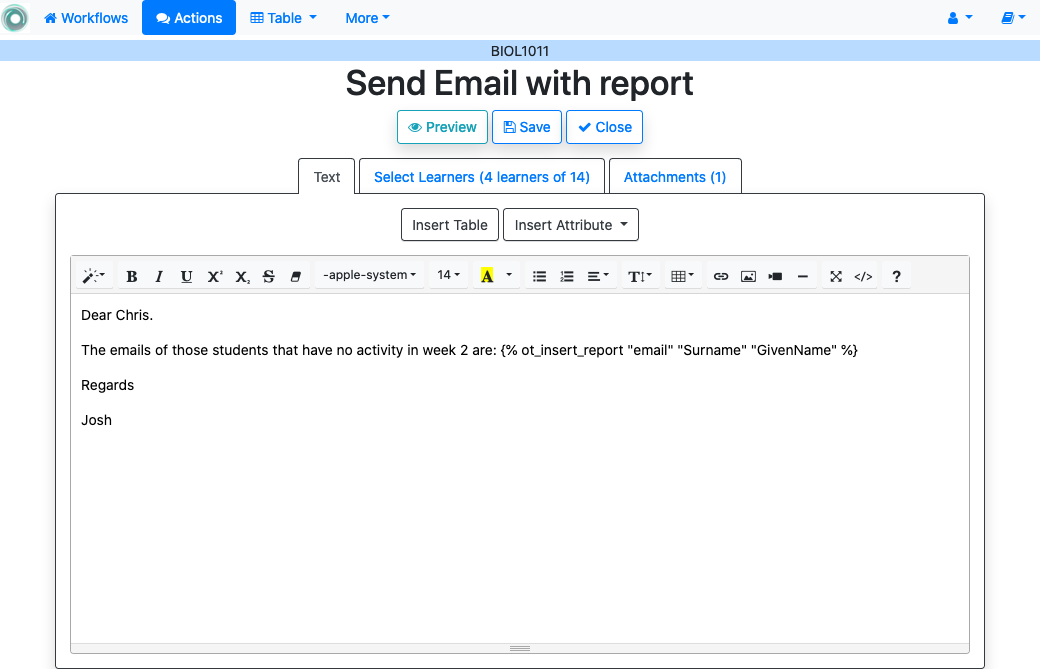 Workflows Actions Table More
BIOL1011
Send Email with report
Preview Save Close
Text Select Learners (4 learners of 14) Attachments (1)
Insert Table Insert Attribute
B I U X² X₂ S -apple-system 14 A T </> ?
Dear Chris.
The emails of those students that have no activity in week 2 are: {% ot_insert_report "email" "Surname" "GivenName" %}
Regards
Josh